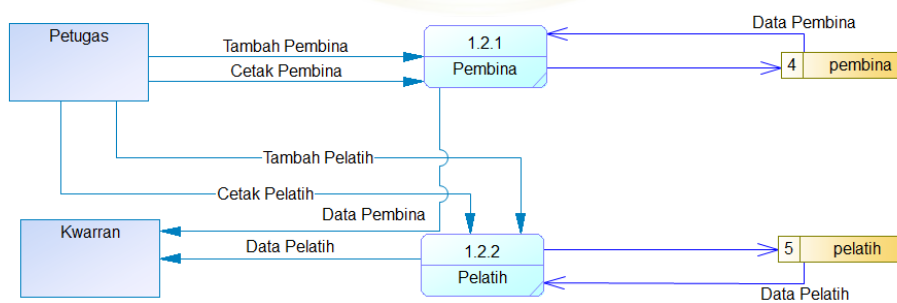 Petugas
Tambah Pembina
Cetak Pembina
1.2.1
Pembina
Data Pembina
4 pembina
Tambah Pelatih
Cetak Pelatih
Data Pembina
Kwarran
Data Pelatih
1.2.2
Pelatih
5 pelatih
Data Pelatih